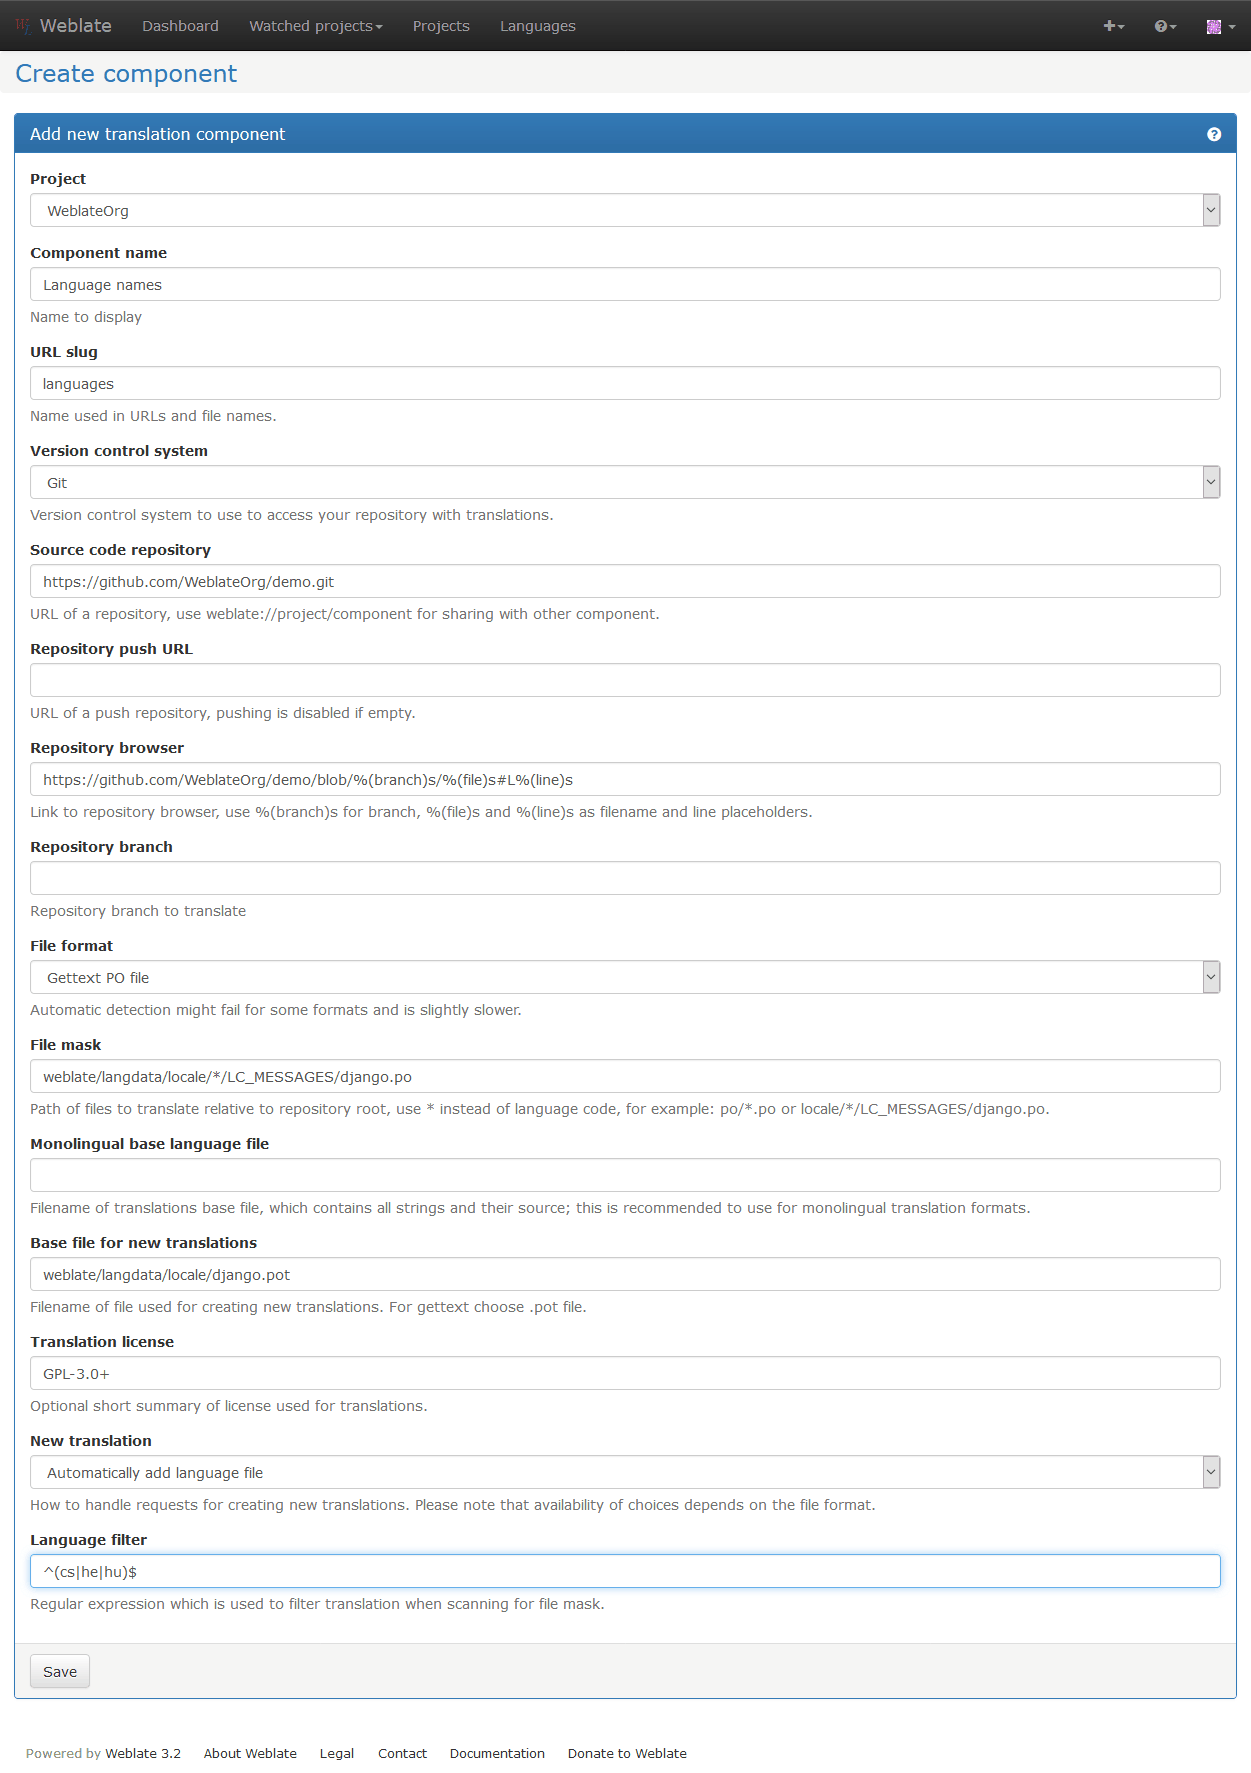 Weblate Dashboard Watched projects Projects Languages
Create component
Add new translation component
Project
WeblateOrg
Component name
Language names
Name to display
URL slug
languages
Name used in URLs and file names.
Version control system
Git
Version control system to use to access your repository with translations.
Source code repository
https://github.com/WeblateOrg/demo.git
URL of a repository, use weblate://project/component for sharing with other component.
Repository push URL
URL of a push repository, pushing is disabled if empty.
Repository browser
https://github.com/WeblateOrg/demo/blob/%(branch)s/%(file)s#L%(line)s
Link to repository browser, use %(branch)s for branch, %(file)s and %(line)s as filename and line placeholders.
Repository branch
Repository branch to translate
File format
Gettext PO file
Automatic detection might fail for some formats and is slightly slower.
File mask
weblate/langdata/locale/*/LC_MESSAGES/django.po
Path of files to translate relative to repository root, use * instead of language code, for example: po/*.po or locale/*/LC_MESSAGES/django.po.
Monolingual base language file
Filename of translations base file, which contains all strings and their source; this is recommended to use for monolingual translation formats.
Base file for new translations
weblate/langdata/locale/django.pot
Filename of file used for creating new translations. For gettext choose .pot file.
Translation license
GPL-3.0+
Optional short summary of license used for translations.
New translation
Automatically add language file
How to handle requests for creating new translations. Please note that availability of choices depends on the file format.
Language filter
^(cs|he|hu)$
Regular expression which is used to filter translation when scanning for file mask.
Save
Powered by Weblate 3.2 About Weblate Legal Contact Documentation Donate to Weblate